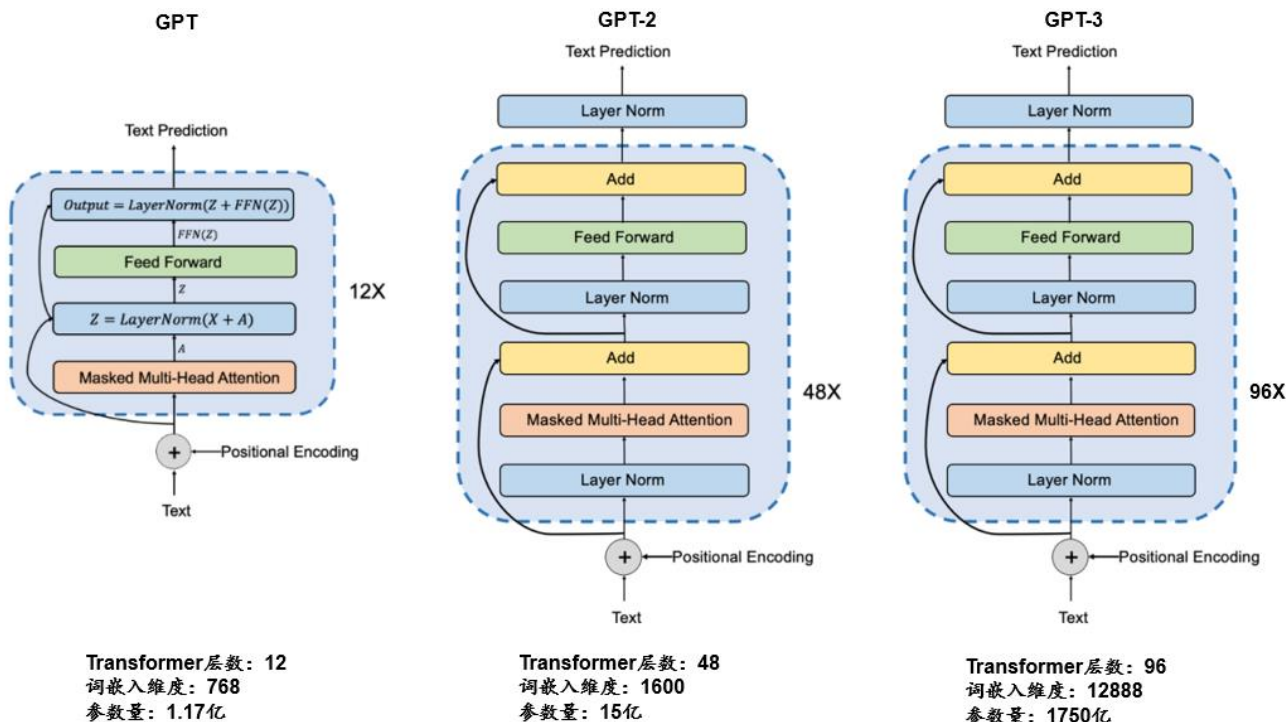 GPT
Text Prediction
Output = LayerNorm(Z + FFN(Z))
FFN(Z)
Feed Forward
Z
Z = LayerNorm(X + A)
A
Masked Multi-Head Attention
12X
+
Positional Encoding
Text
Transformer层数：12
词嵌入维度：768
参数量：1.17亿
GPT-2
Text Prediction
Layer Norm
Add
Feed Forward
Layer Norm
Add
Masked Multi-Head Attention
Layer Norm
48X
+
Positional Encoding
Text
Transformer层数：48
词嵌入维度：1600
参数量：15亿
GPT-3
Text Prediction
Layer Norm
Add
Feed Forward
Layer Norm
Add
Masked Multi-Head Attention
Layer Norm
96X
+
Positional Encoding
Text
Transformer层数：96
词嵌入维度：12888
参数量：1750亿